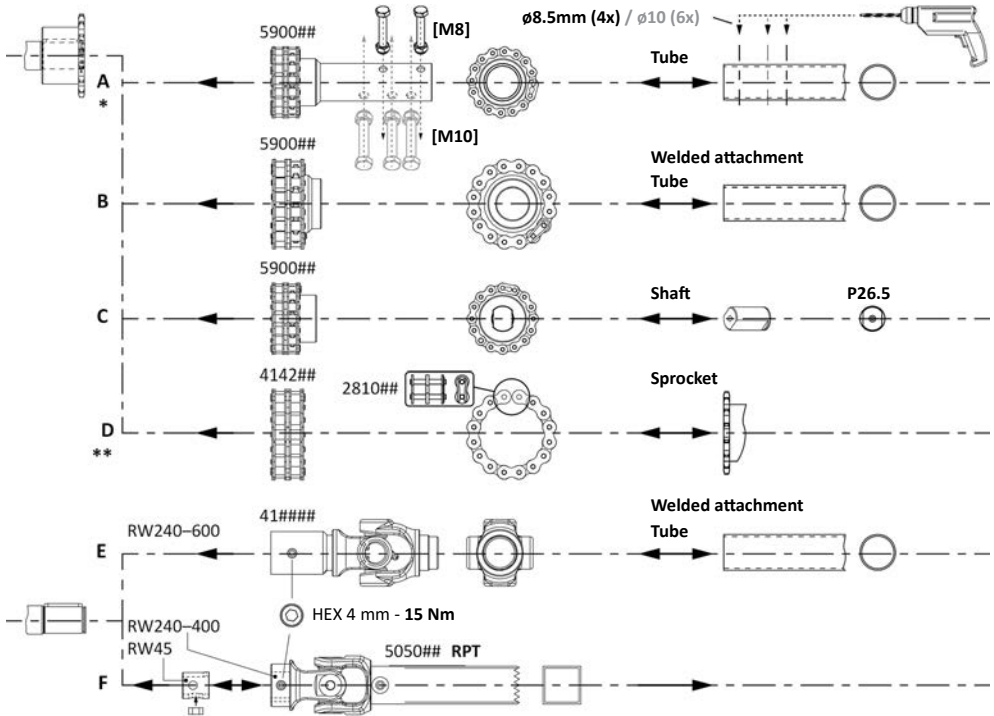 ø8.5mm (4x) / ø10 (6x)
5900##
[M8]
Tube
A
*
[M10]
5900##
Welded attachment
Tube
B
5900##
Shaft
P26.5
C
4142##
2810##
Sprocket
D
**
Welded attachment
RW240–600
41####
Tube
E
HEX 4 mm - 15 Nm
RW240–400
RW45
5050## RPT
F